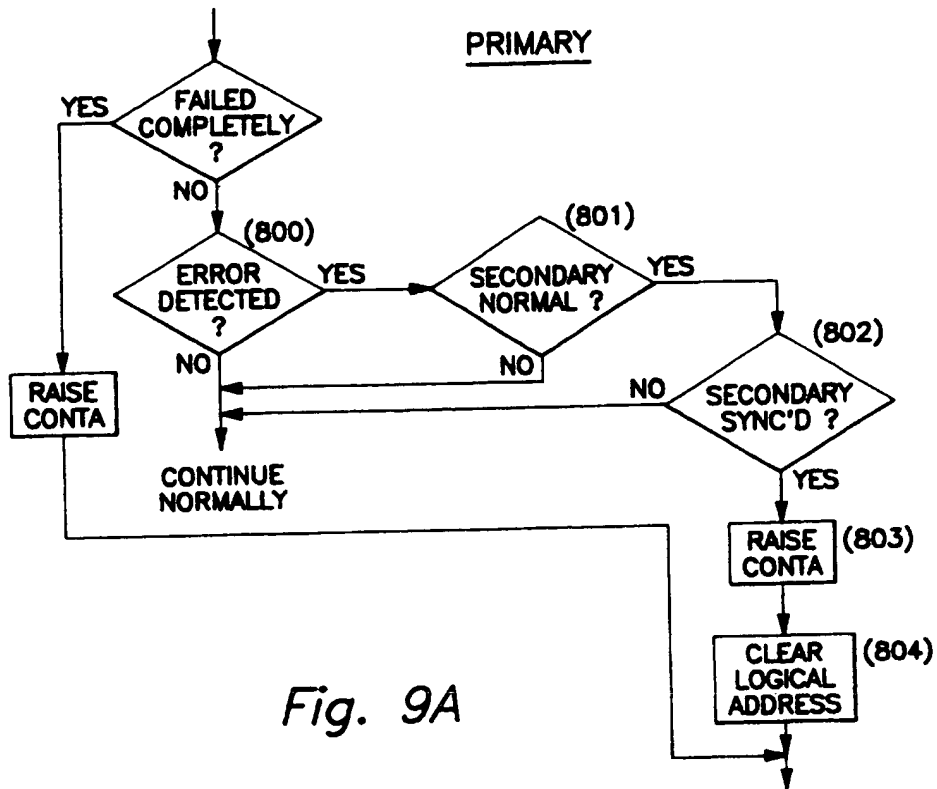 PRIMARY
FAILED
COMPLETELY
?
YES
NO
(800)
ERROR
DETECTED
?
YES
NO
(801)
SECONDARY
NORMAL ?
YES
NO
(802)
SECONDARY
SYNC'D ?
NO
YES
RAISE
CONTA
CONTINUE
NORMALLY
RAISE
CONTA
(803)
CLEAR
LOGICAL
ADDRESS
(804)
Fig. 9A